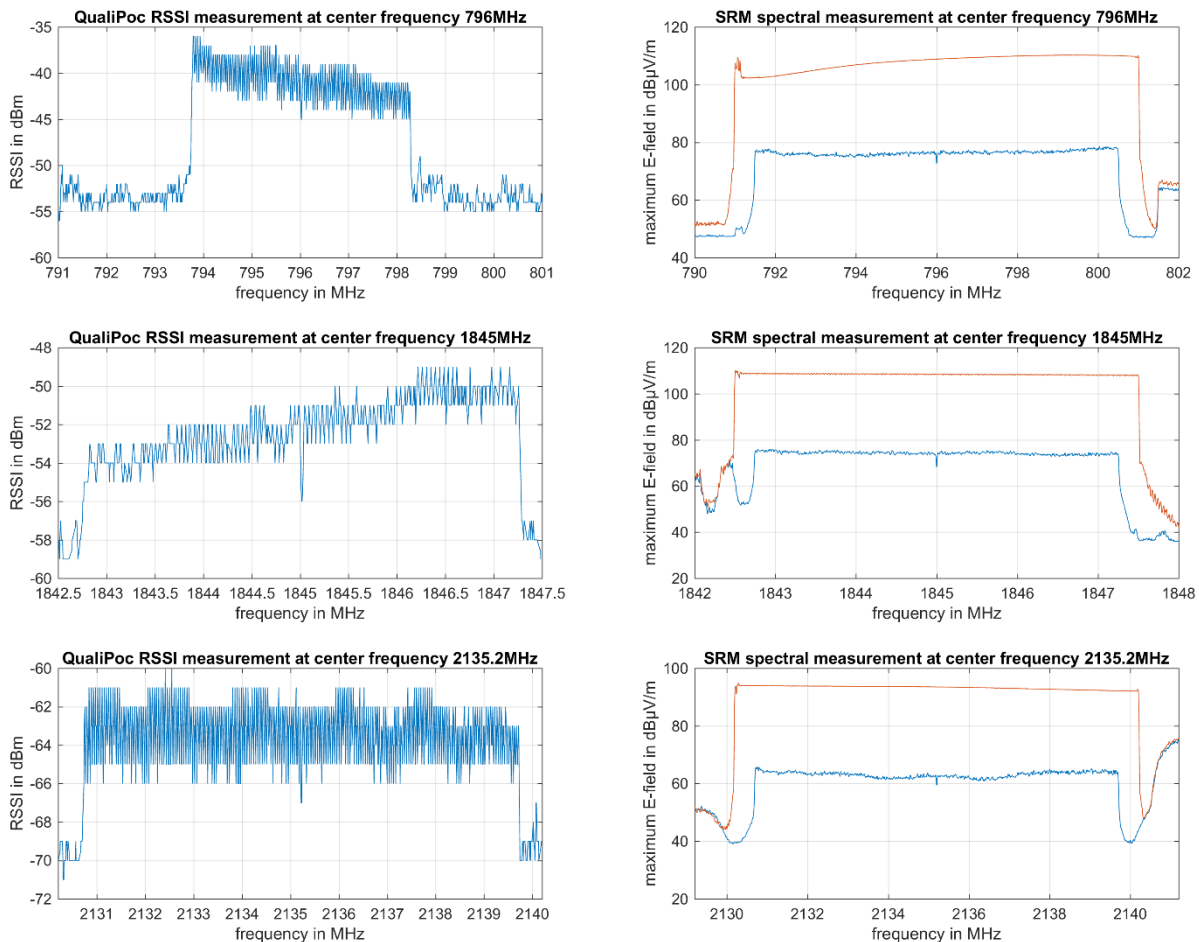 QualiPoc RSSI measurement at center frequency 796MHz
-35
-40
-45
-50
-55
-60
RSSI in dBm
791 792 793 794 795 796 797 798 799 800 801
frequency in MHz
SRM spectral measurement at center frequency 796MHz
120
100
80
60
40
maximum E-field in dBµV/m
790 792 794 796 798 800 802
frequency in MHz
QualiPoc RSSI measurement at center frequency 1845MHz
-48
-50
-52
-54
-56
-58
-60
RSSI in dBm
1842.5 1843 1843.5 1844 1844.5 1845 1845.5 1846 1846.5 1847 1847.5
frequency in MHz
SRM spectral measurement at center frequency 1845MHz
120
100
80
60
40
20
maximum E-field in dBµV/m
1842 1843 1844 1845 1846 1847 1848
frequency in MHz
QualiPoc RSSI measurement at center frequency 2135.2MHz
-60
-62
-64
-66
-68
-70
-72
RSSI in dBm
2131 2132 2133 2134 2135 2136 2137 2138 2139 2140
frequency in MHz
SRM spectral measurement at center frequency 2135.2MHz
100
80
60
40
20
maximum E-field in dBµV/m
2130 2132 2134 2136 2138 2140
frequency in MHz